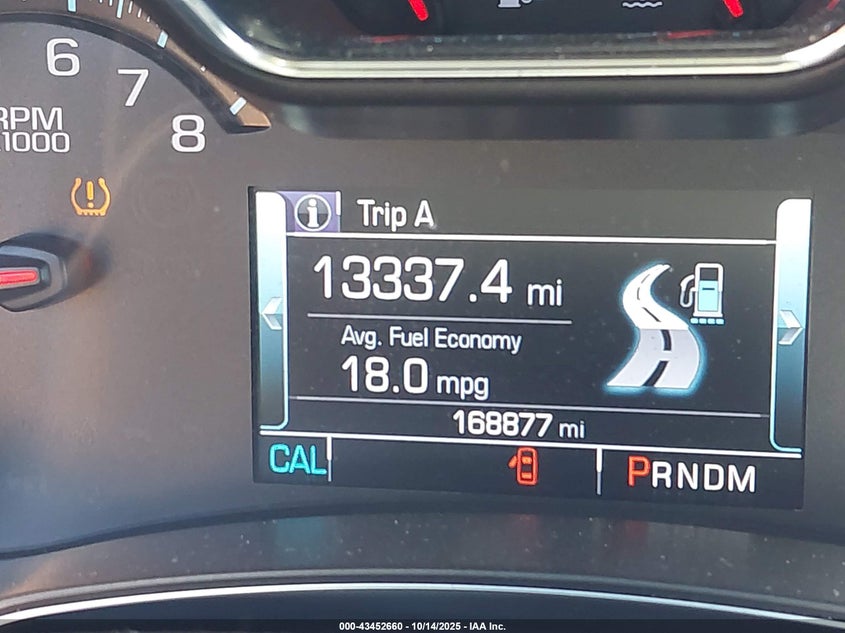 6
7
8
RPM
1000
Trip A
13337.4 mi
Avg. Fuel Economy
18.0 mpg
168877 mi
CAL
PRNDM
000-43452660 - 10/14/2025 - IAA Inc.